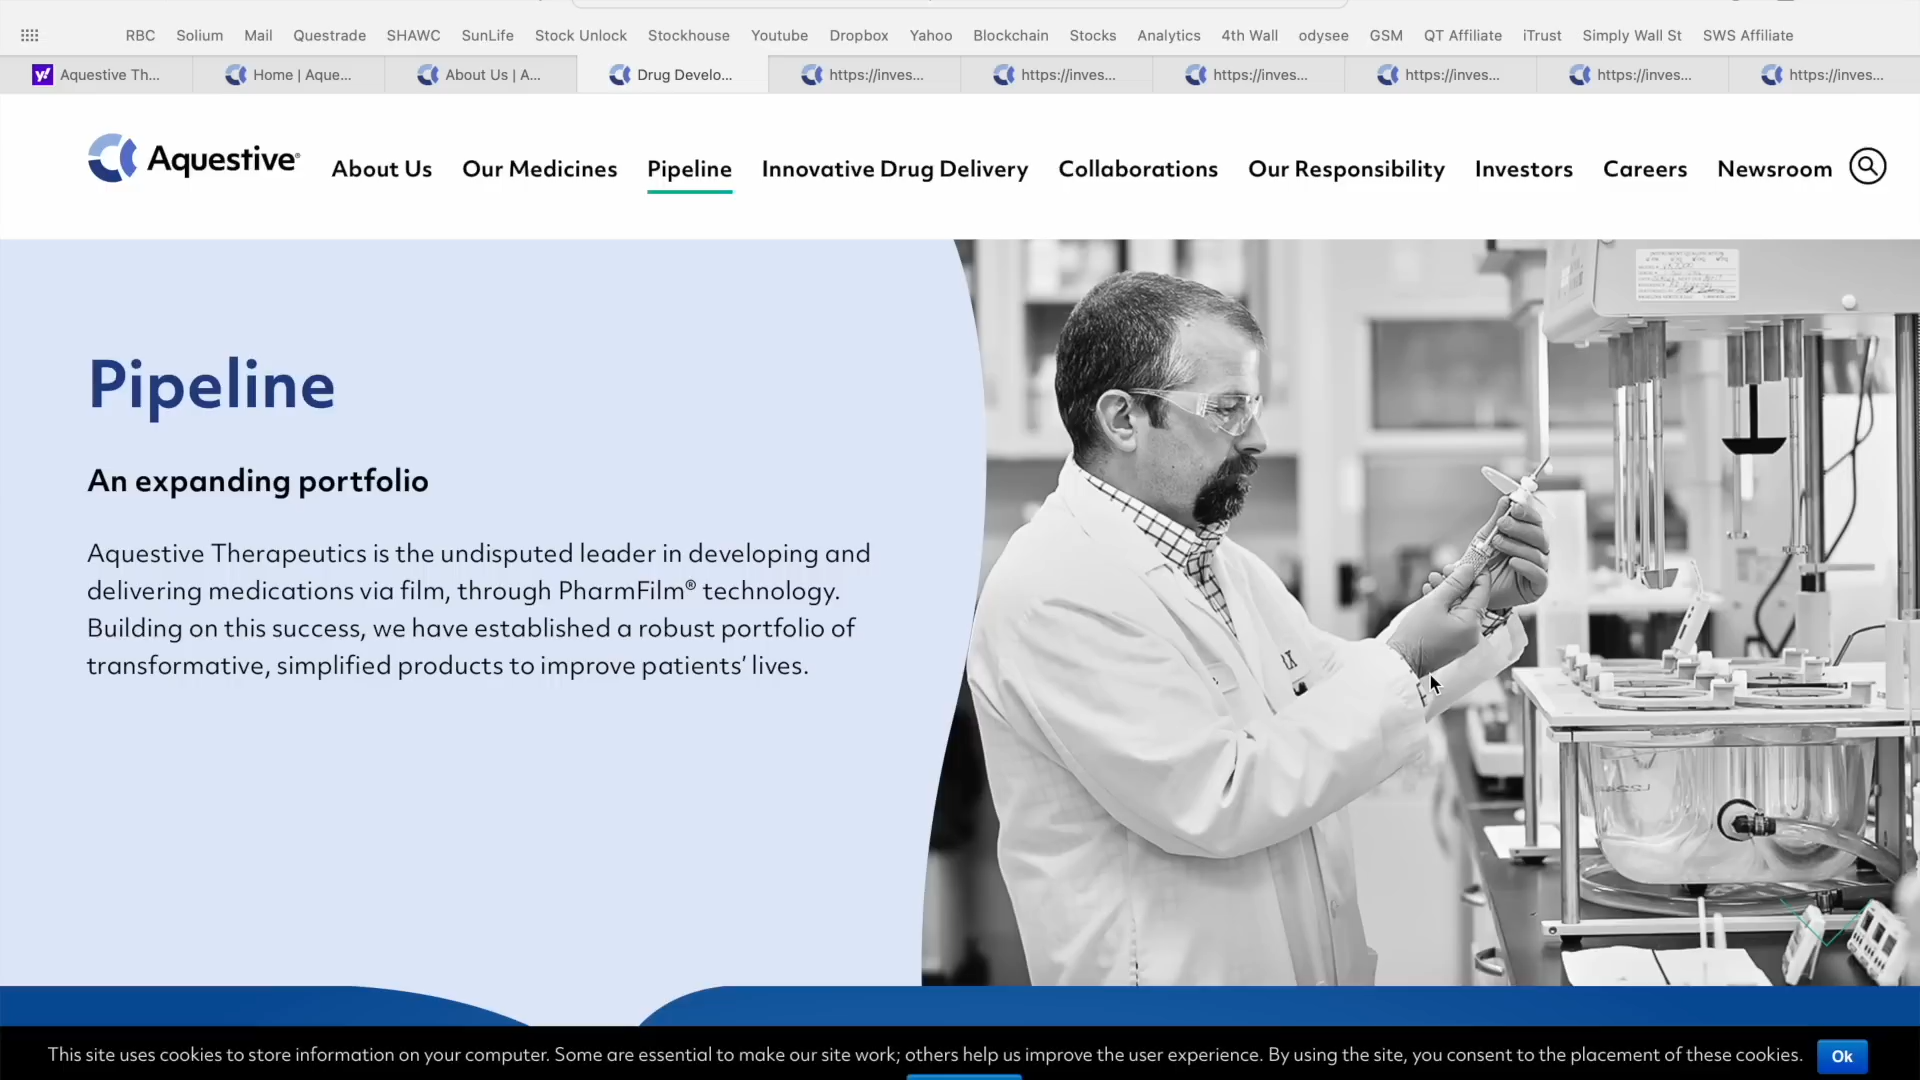 RBC Solium Mail Questrade SHAWC SunLife Stock Unlock Stockhouse Youtube Dropbox Yahoo Blockchain Stocks Analytics 4th Wall odysee GSM QT Affiliate iTrust Simply Wall St SWS Affiliate
y! Aquestive Th... Home | Aque... About Us | A... Drug Develo... https://inves... https://inves... https://inves... https://inves... https://inves... https://inves...
Aquestive® About Us Our Medicines Pipeline Innovative Drug Delivery Collaborations Our Responsibility Investors Careers Newsroom
Pipeline
An expanding portfolio
Aquestive Therapeutics is the undisputed leader in developing and
delivering medications via film, through PharmFilm® technology.
Building on this success, we have established a robust portfolio of
transformative, simplified products to improve patients' lives.
This site uses cookies to store information on your computer. Some are essential to make our site work; others help us improve the user experience. By using the site, you consent to the placement of these cookies. Ok